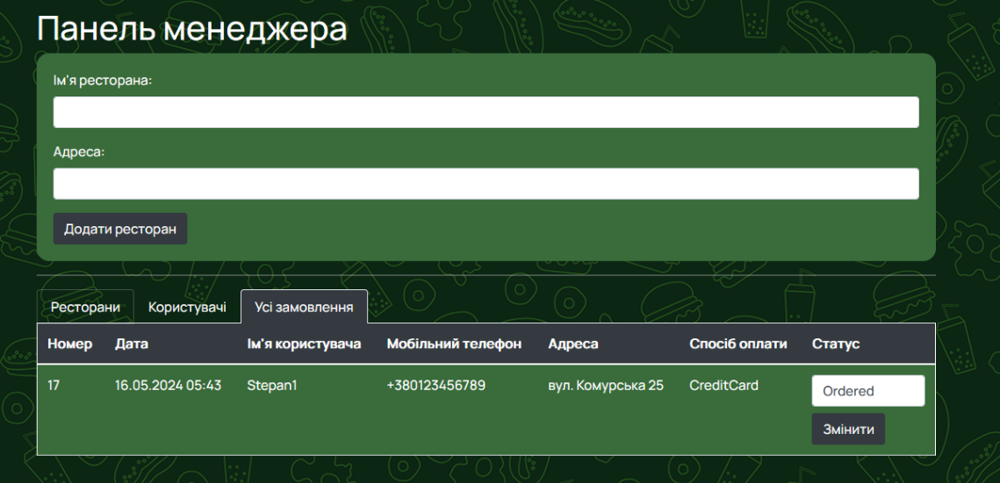 Панель менеджера
Ім'я ресторана:
Адреса:
Додати ресторан
Ресторани Користувачі Усі замовлення
Номер Дата Ім'я користувача Мобільний телефон Адреса Спосіб оплати Статус
17 16.05.2024 05:43 Stepan1 +380123456789 вул. Комурська 25 CreditCard Ordered
Змінити